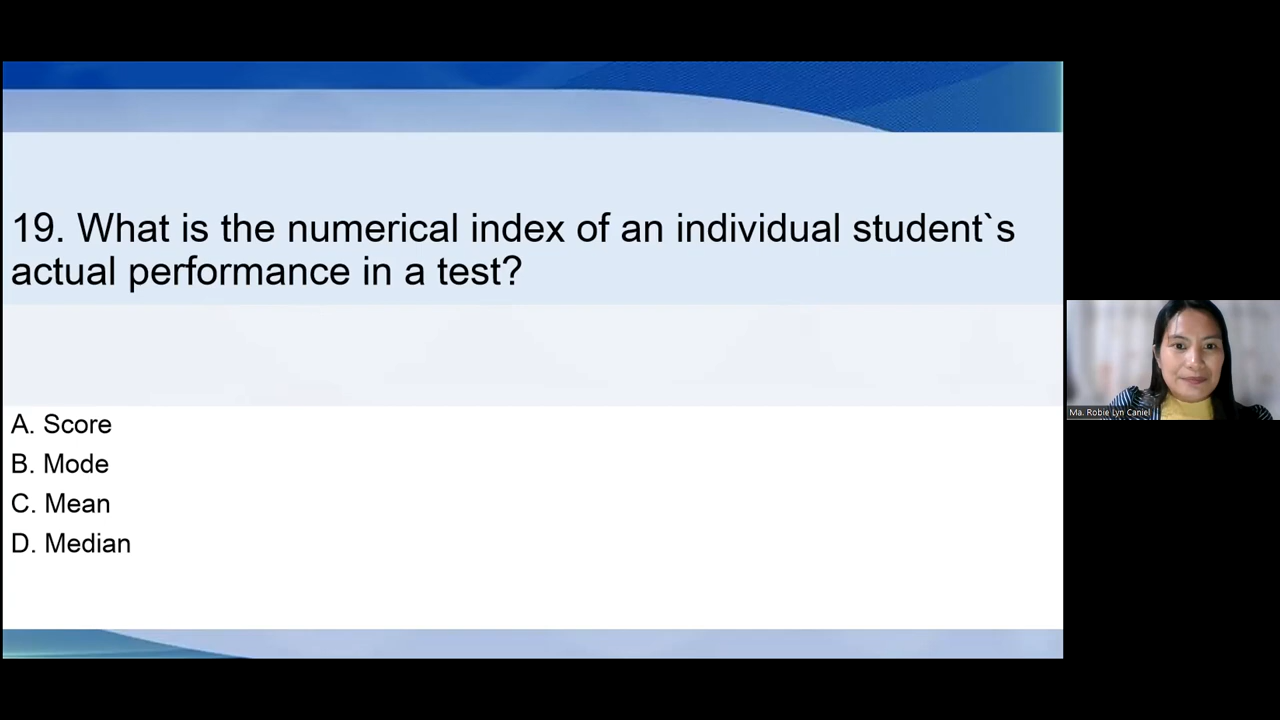 19. What is the numerical index of an individual student`s
actual performance in a test?
A. Score
B. Mode
C. Mean
D. Median
Ma. Robie Lyn Caniel